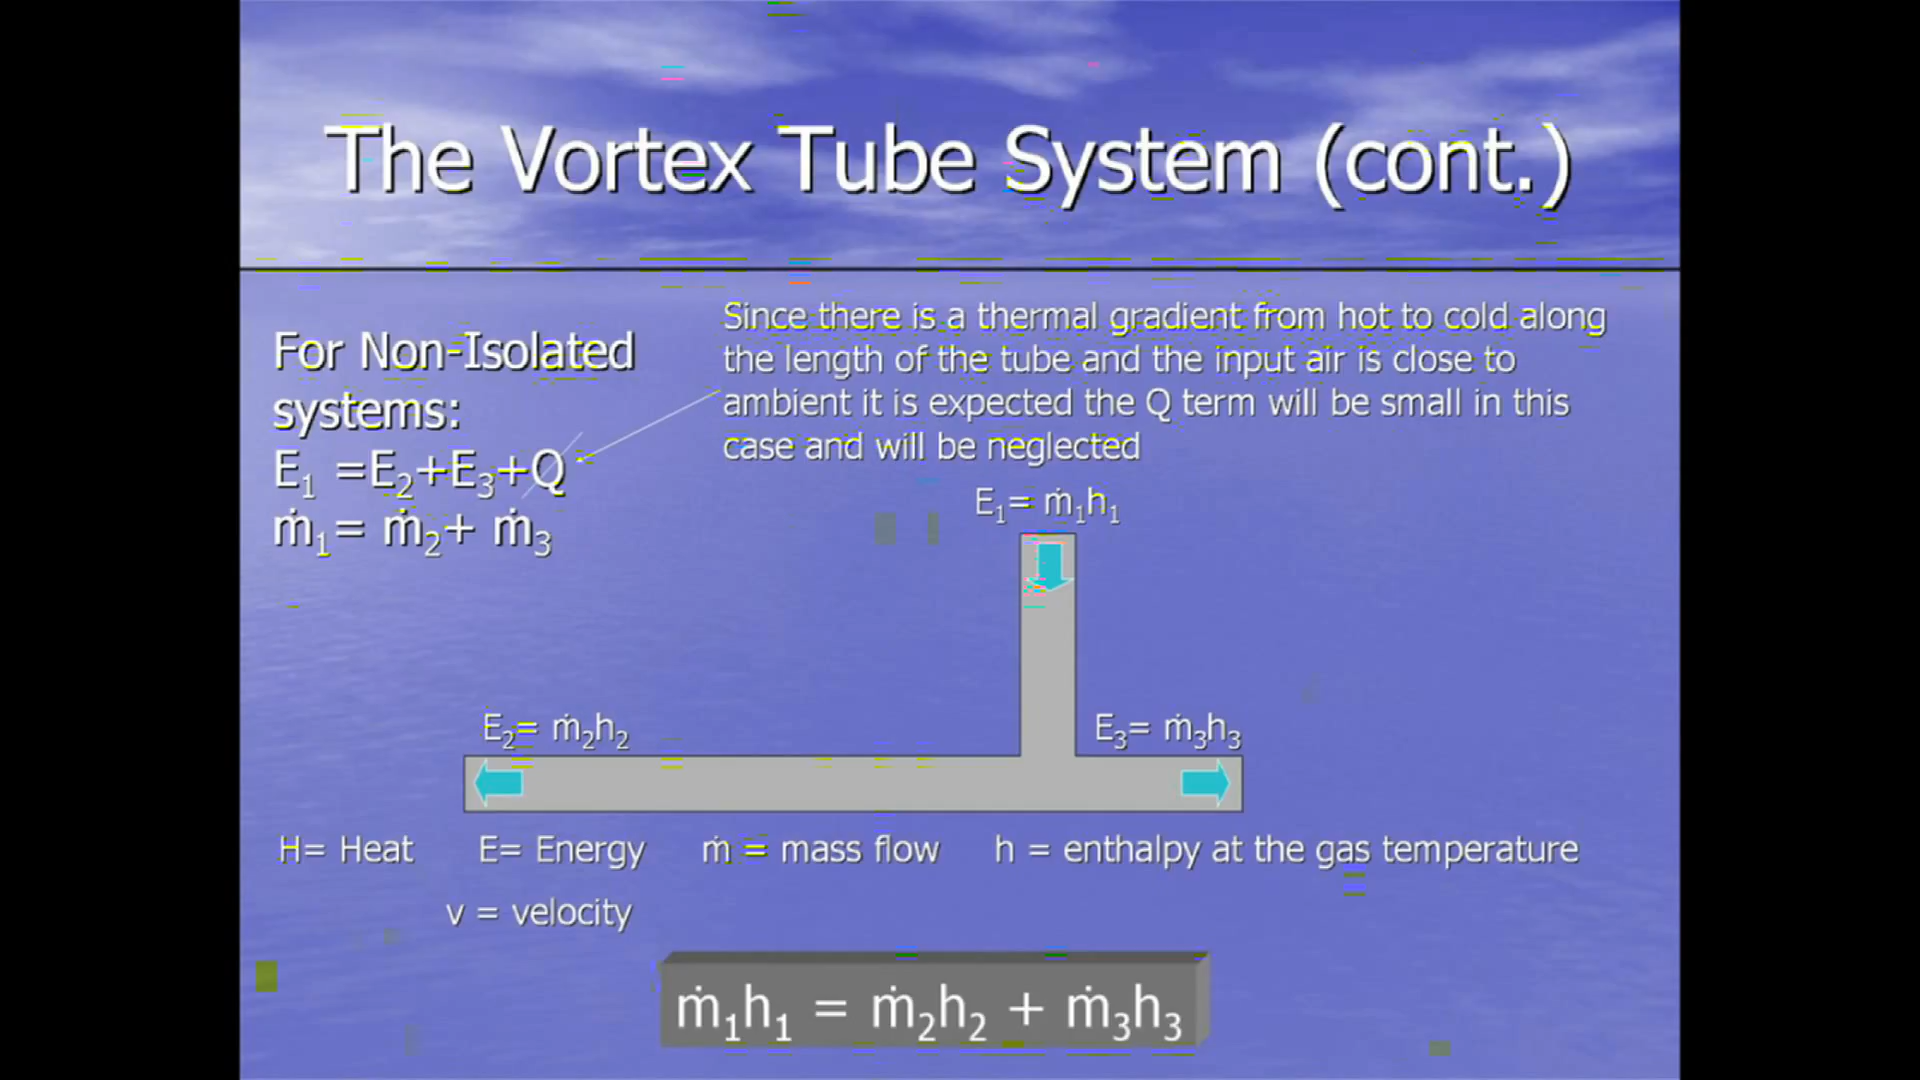 The Vortex Tube System (cont.)
For Non-Isolated
systems:
E₁ =E₂+E₃+Q
ṁ₁= ṁ₂+ ṁ₃
Since there is a thermal gradient from hot to cold along
the length of the tube and the input air is close to
ambient it is expected the Q term will be small in this
case and will be neglected
E₁= ṁ₁h₁
E₂= ṁ₂h₂
E₃= ṁ₃h₃
H= Heat E= Energy ṁ = mass flow h = enthalpy at the gas temperature
v = velocity
ṁ₁h₁ = ṁ₂h₂ + ṁ₃h₃